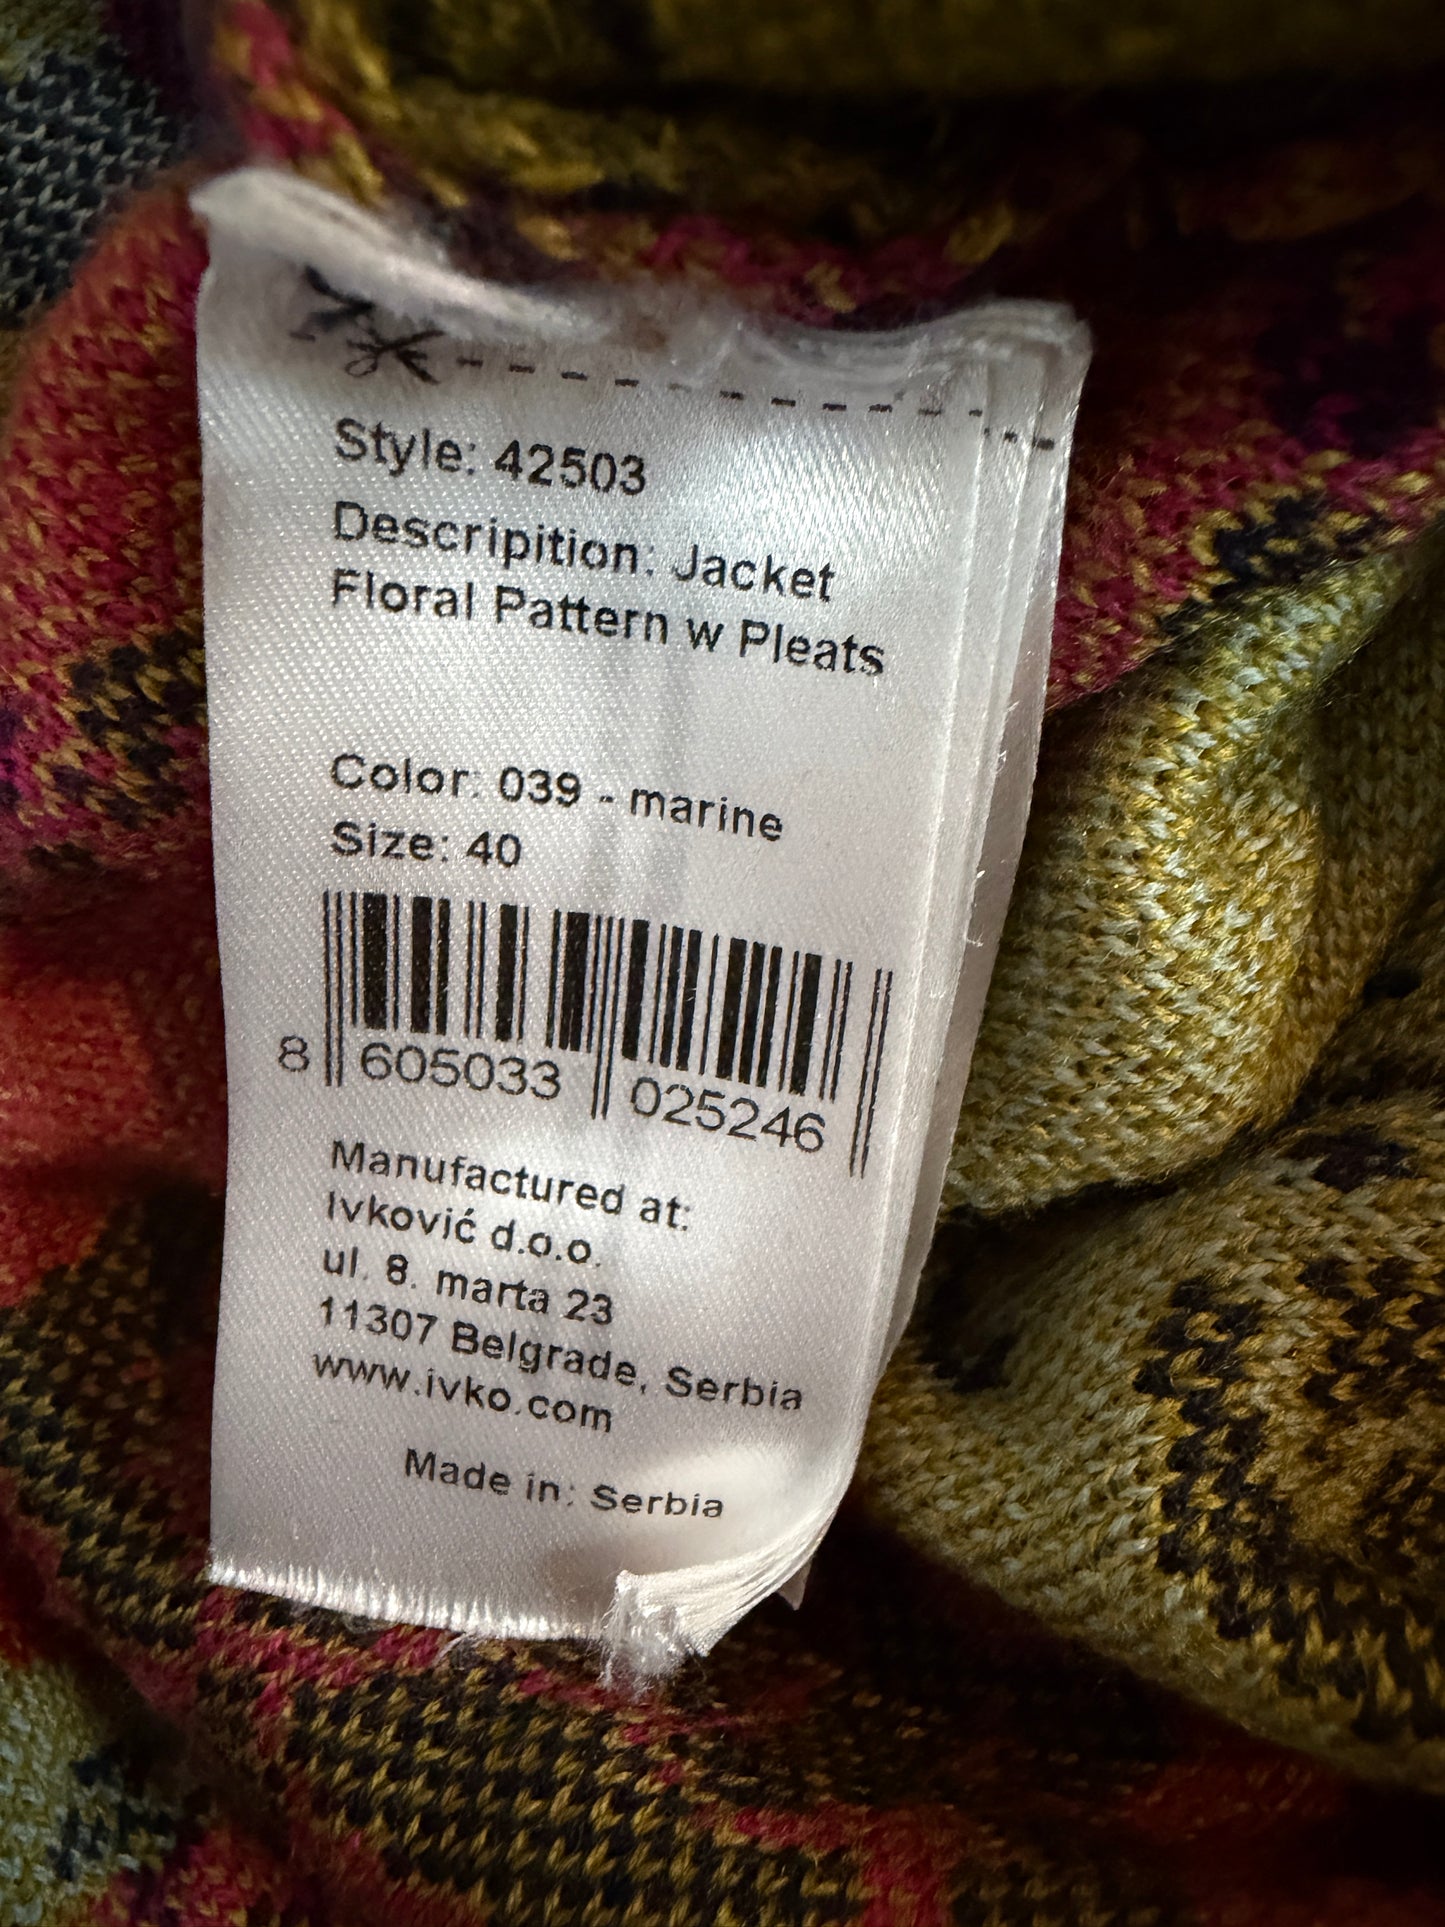 Style: 42503
Descripition: Jacket
Floral Pattern w Pleats
Color: 039 - marine
Size: 40
8 605033 025246
Manufactured at:
Ivković d.o.o.
ul. 8. marta 23
11307 Belgrade, Serbia
www.ivko.com
Made in: Serbia